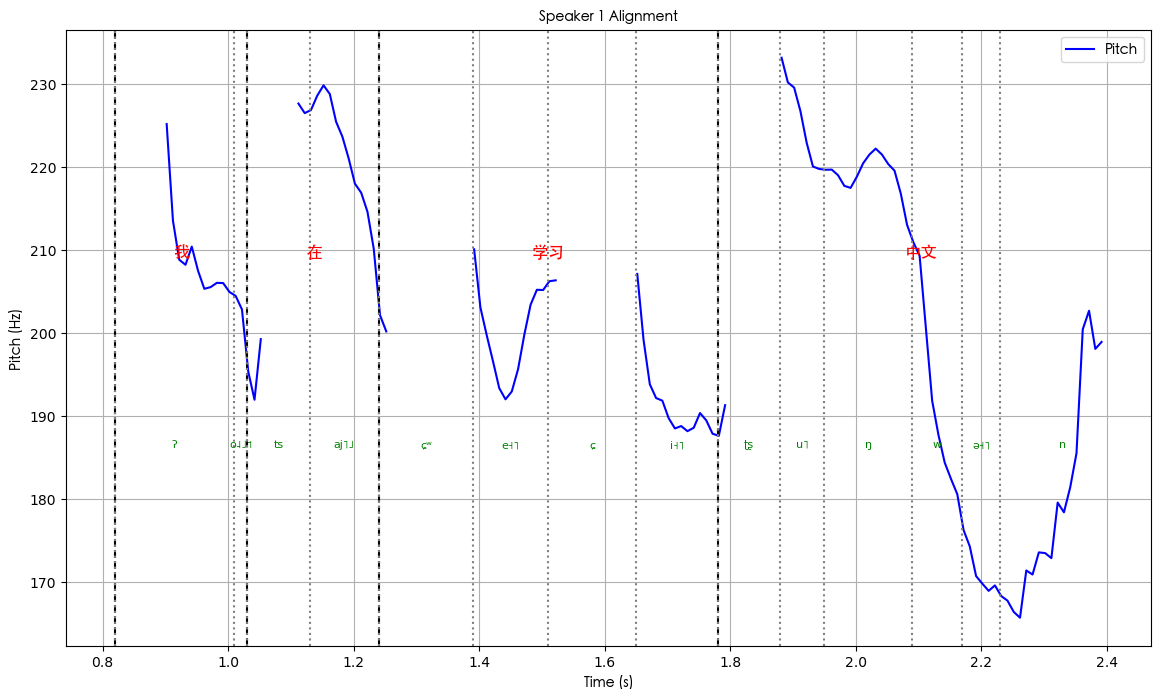 Speaker 1 Alignment
Pitch
Pitch (Hz)
230
220
210
200
190
180
170
我 在 学习 中文
ʔ o˨˩˦ ts aj˥˩ ɕʷ e˧˥ ɕ i˧˥ ʈʂ u˥ ŋ w ə˧˥ n
0.8 1.0 1.2 1.4 1.6 1.8 2.0 2.2 2.4
Time (s)